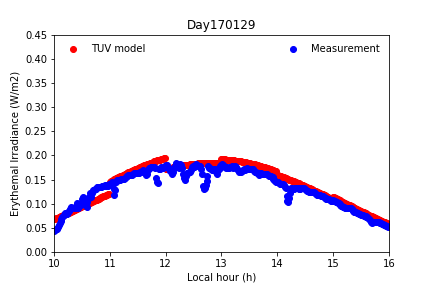 Day170129
TUV model
Measurement
Erythemal Irradiance (W/m2)
0.45
0.40
0.35
0.30
0.25
0.20
0.15
0.10
0.05
0.00
10 11 12 13 14 15 16
Local hour (h)